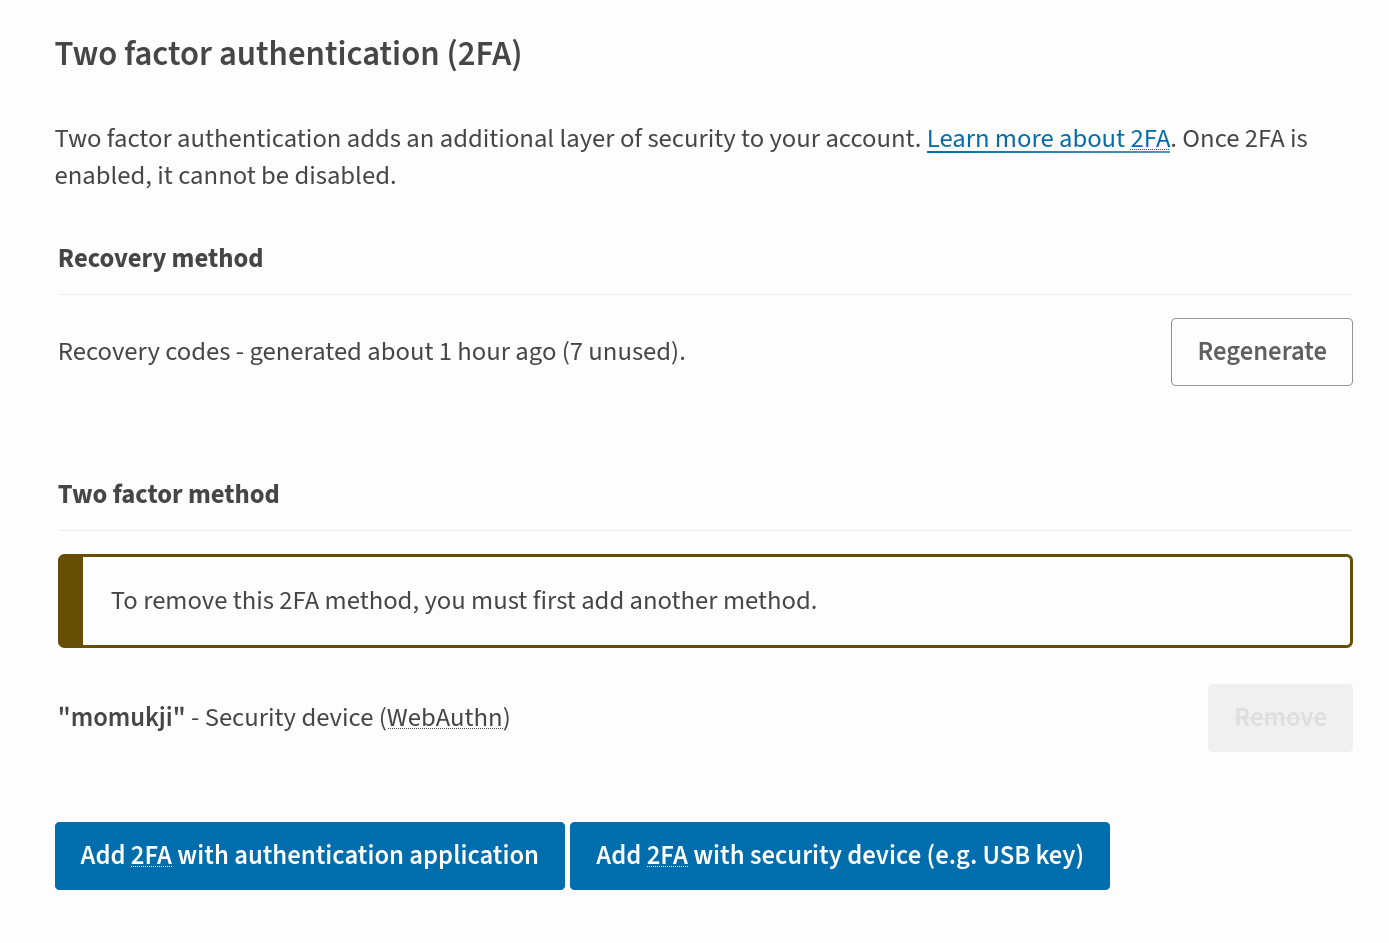 Two factor authentication (2FA)
Two factor authentication adds an additional layer of security to your account. Learn more about 2FA. Once 2FA is
enabled, it cannot be disabled.
Recovery method
Recovery codes - generated about 1 hour ago (7 unused).
Regenerate
Two factor method
To remove this 2FA method, you must first add another method.
"momukji" - Security device (WebAuthn)
Remove
Add 2FA with authentication application
Add 2FA with security device (e.g. USB key)